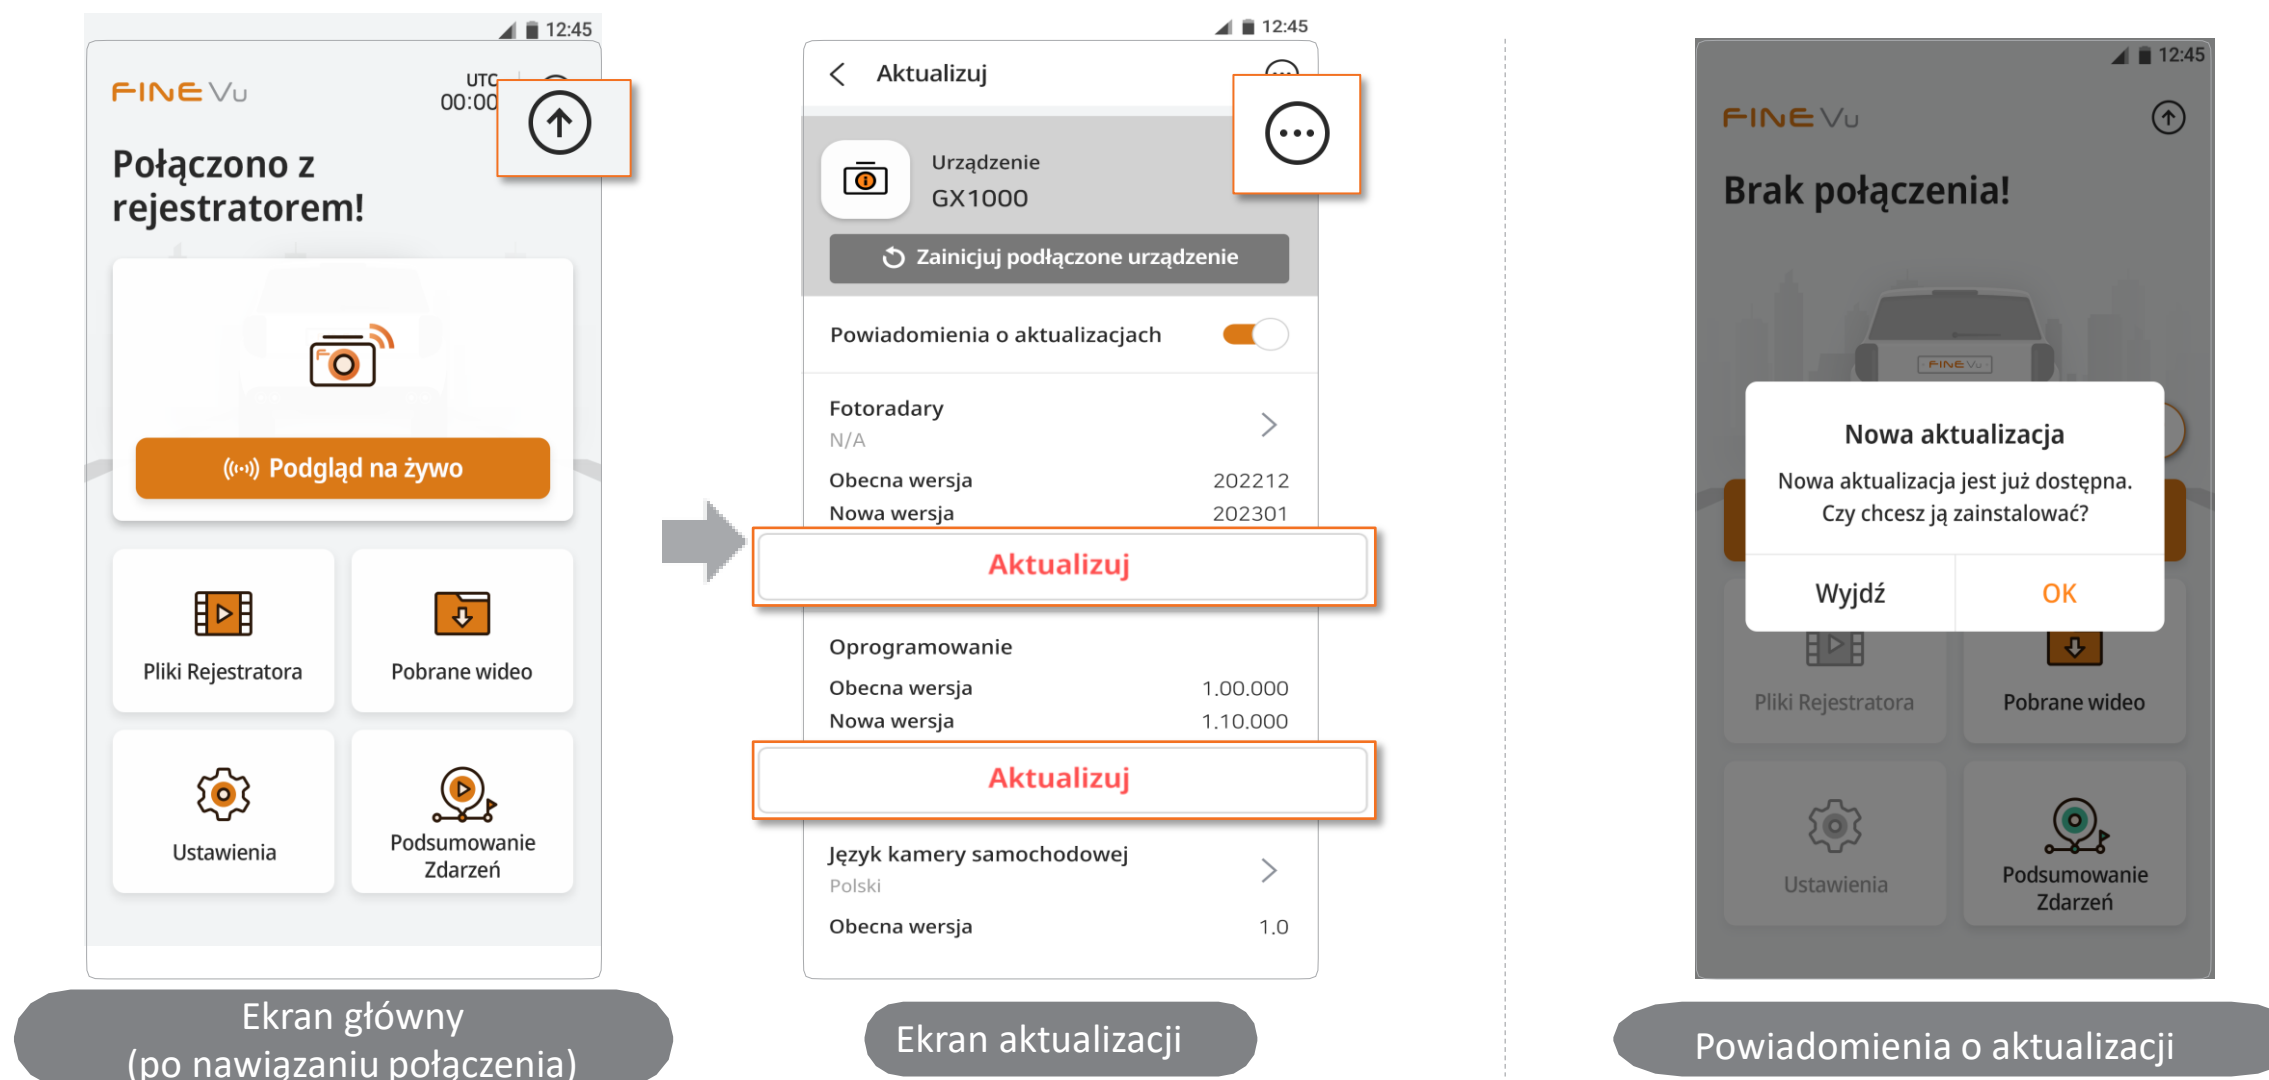 12:45
FINEVu
UTC
00:00
Połączono z
rejestratorem!
Podgląd na żywo
Pliki Rejestratora
Pobrane wideo
Ustawienia
Podsumowanie
Zdarzeń
Ekran główny
(po nawiązaniu połączenia)
12:45
Aktualizuj
Urządzenie
GX1000
Zainicjuj podłączone urządzenie
Powiadomienia o aktualizacjach
Fotoradary
N/A
Obecna wersja 202212
Nowa wersja 202301
Aktualizuj
Oprogramowanie
Obecna wersja 1.00.000
Nowa wersja 1.10.000
Aktualizuj
Język kamery samochodowej
Polski
Obecna wersja 1.0
Ekran aktualizacji
12:45
FINEVu
Brak połączenia!
FINEVu
Nowa aktualizacja
Nowa aktualizacja jest już dostępna.
Czy chcesz ją zainstalować?
Wyjdź OK
Pliki Rejestratora
Pobrane wideo
Ustawienia
Podsumowanie
Zdarzeń
Powiadomienia o aktualizacji